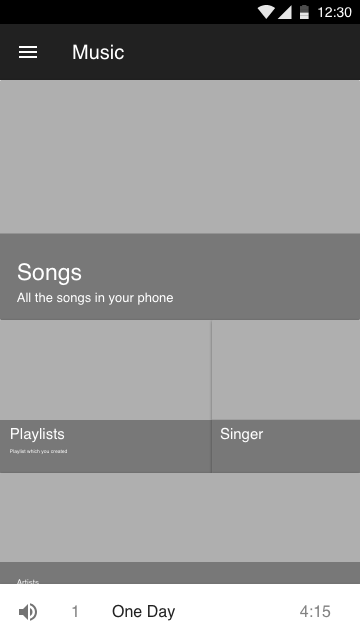 12:30
Music
Songs
All the songs in your phone
Playlists
Singer
Playlist which you created
Artists
1 One Day 4:15